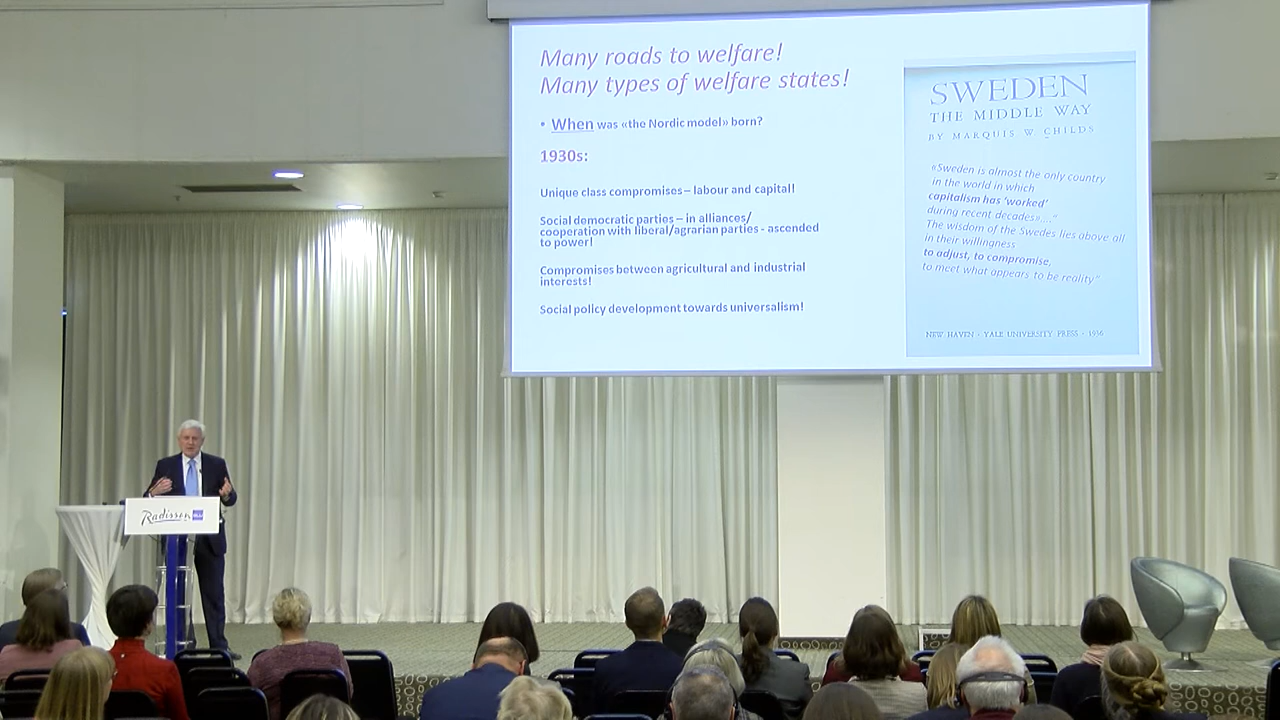 Many roads to welfare!
Many types of welfare states!
• When was «the Nordic model» born?
1930s:
Unique class compromises – labour and capital!
Social democratic parties – in alliances/
cooperation with liberal/agrarian parties - ascended
to power!
Compromises between agricultural and industrial
interests!
Social policy development towards universalism!
SWEDEN
THE MIDDLE WAY
BY MARQUIS W. CHILDS
«Sweden is almost the only country
in the world in which
capitalism has 'worked'
during recent decades»...."
The wisdom of the Swedes lies above all
in their willingness
to adjust, to compromise,
to meet what appears to be reality"
NEW HAVEN · YALE UNIVERSITY PRESS · 1936
Radisson